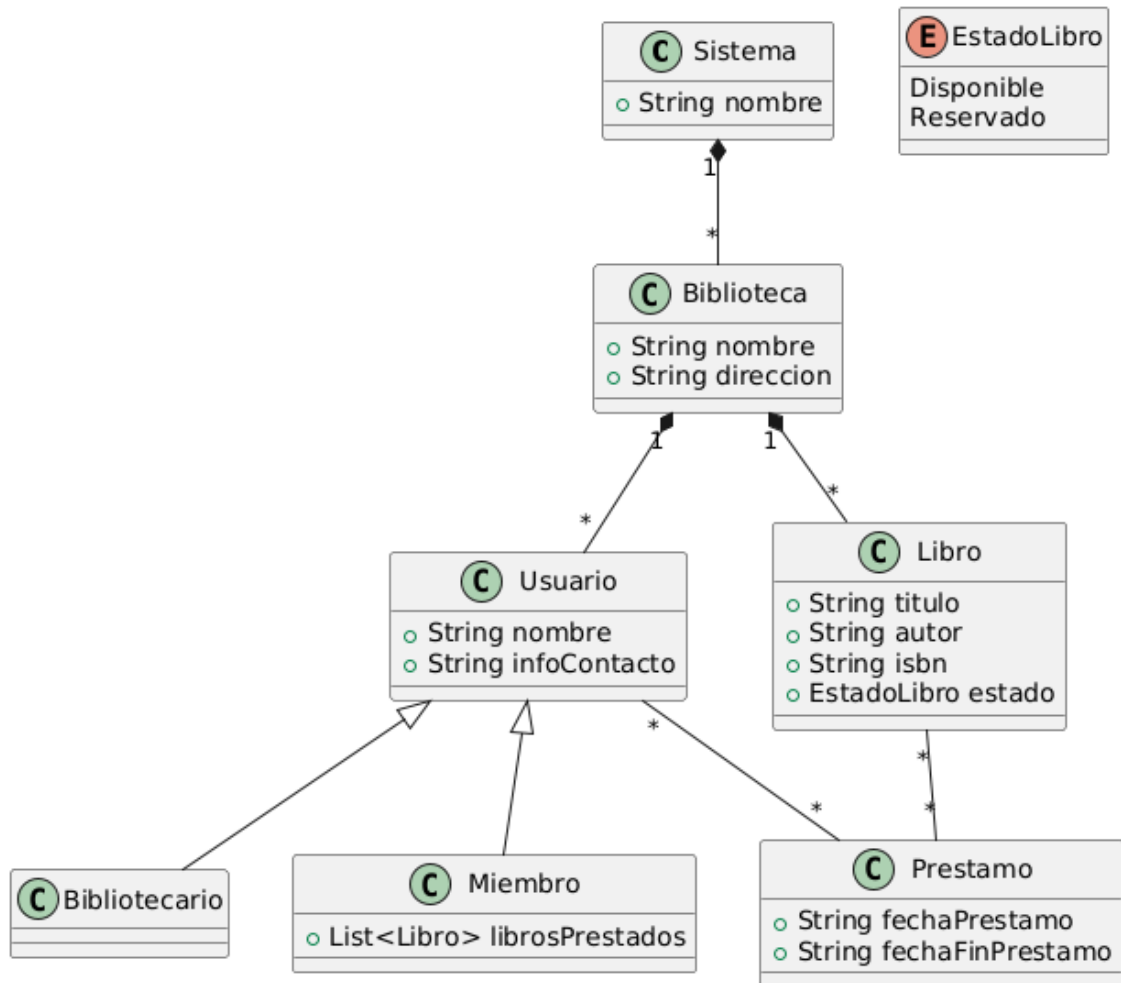 C Sistema
String nombre
E EstadoLibro
Disponible
Reservado
1
*
C Biblioteca
String nombre
String direccion
1
1
*
*
C Usuario
String nombre
String infoContacto
C Libro
String titulo
String autor
String isbn
EstadoLibro estado
*
*
*
*
C Bibliotecario
C Miembro
List<Libro> librosPrestados
C Prestamo
String fechaPrestamo
String fechaFinPrestamo